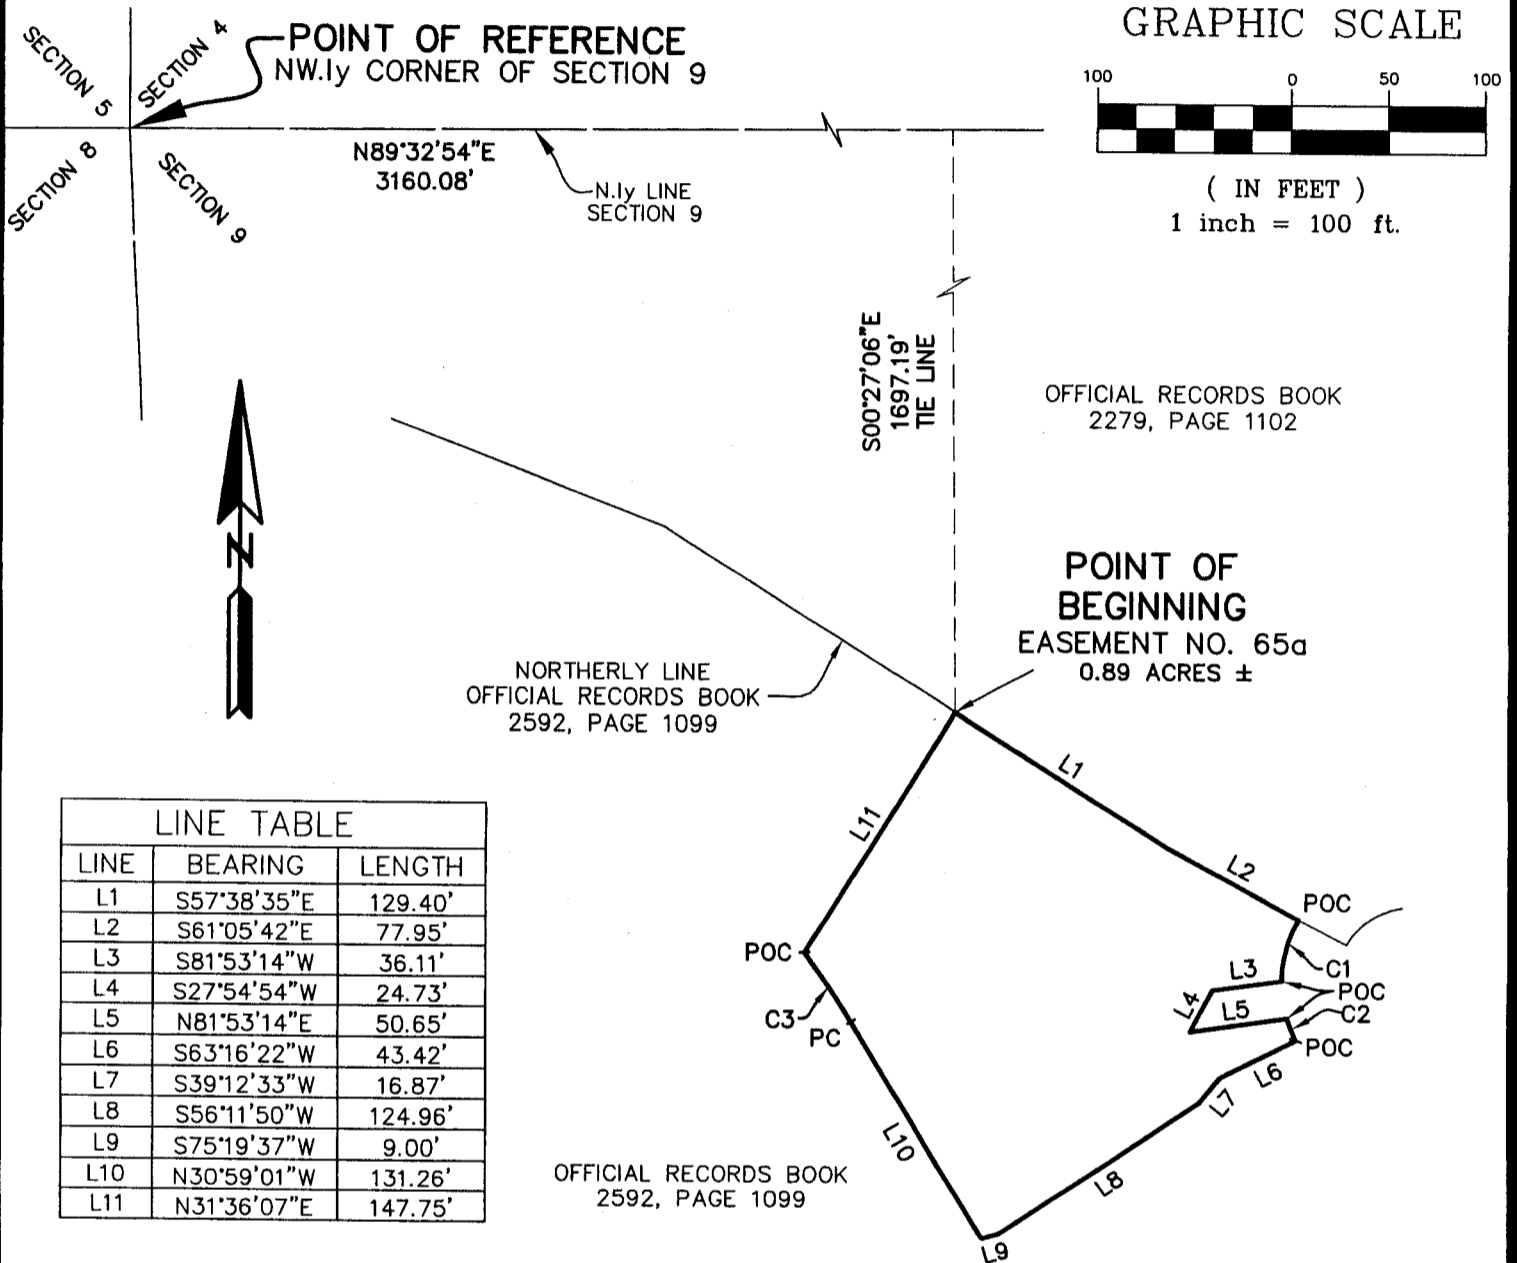 SECTION 5
SECTION 4
SECTION 8
SECTION 9
POINT OF REFERENCE
NW.ly CORNER OF SECTION 9
GRAPHIC SCALE
100 0 50 100
( IN FEET )
1 inch = 100 ft.
N89°32'54"E
3160.08'
N.ly LINE
SECTION 9
S00°27'06"E
1697.19'
TIE LINE
OFFICIAL RECORDS BOOK
2279, PAGE 1102
N
POINT OF
BEGINNING
EASEMENT NO. 65a
0.89 ACRES ±
NORTHERLY LINE
OFFICIAL RECORDS BOOK
2592, PAGE 1099
L1
L2
L11
POC
POC
C1
L3
POC
L4
L5
C2
POC
C3
PC
L6
L7
L10
L8
L9
LINE TABLE
LINE BEARING LENGTH
L1 S57°38'35"E 129.40'
L2 S61°05'42"E 77.95'
L3 S81°53'14"W 36.11'
L4 S27°54'54"W 24.73'
L5 N81°53'14"E 50.65'
L6 S63°16'22"W 43.42'
L7 S39°12'33"W 16.87'
L8 S56°11'50"W 124.96'
L9 S75°19'37"W 9.00'
L10 N30°59'01"W 131.26'
L11 N31°36'07"E 147.75'
OFFICIAL RECORDS BOOK
2592, PAGE 1099